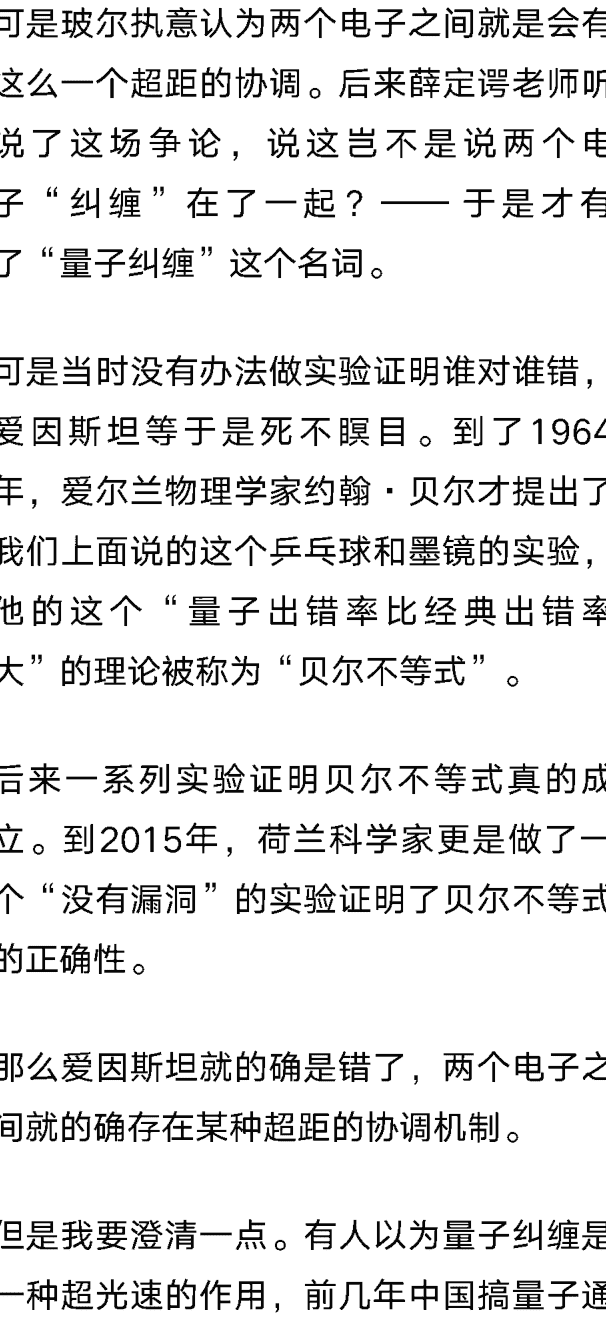 可是玻尔执意认为两个电子之间就是会有
这么一个超距的协调。后来薛定谔老师听
说了这场争论，说这岂不是说两个电
子“纠缠”在了一起？—— 于是才有
了“量子纠缠”这个名词。
可是当时没有办法做实验证明谁对谁错，
爱因斯坦等于是死不瞑目。到了1964
年，爱尔兰物理学家约翰·贝尔才提出了
我们上面说的这个乒乓球和墨镜的实验，
他的这个“量子出错率比经典出错率
大”的理论被称为“贝尔不等式”。
后来一系列实验证明贝尔不等式真的成
立。到2015年，荷兰科学家更是做了一
个“没有漏洞”的实验证明了贝尔不等式
的正确性。
那么爱因斯坦就的确是错了，两个电子之
间就的确存在某种超距的协调机制。
但是我要澄清一点。有人以为量子纠缠是
一种超光速的作用，前几年中国搞量子通